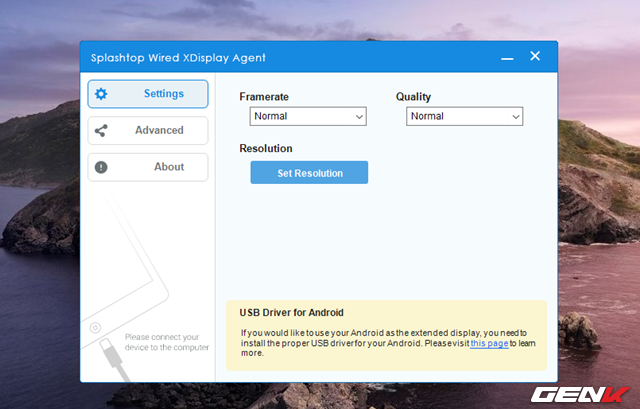 Splashtop Wired XDisplay Agent
Settings
Advanced
About
Please connect your
device to the computer
Framerate
Normal
Quality
Normal
Resolution
Set Resolution
USB Driver for Android
If you would like to use your Android as the extended display, you need to
install the proper USB driver for your Android. Please visit this page to learn
more.
GENK